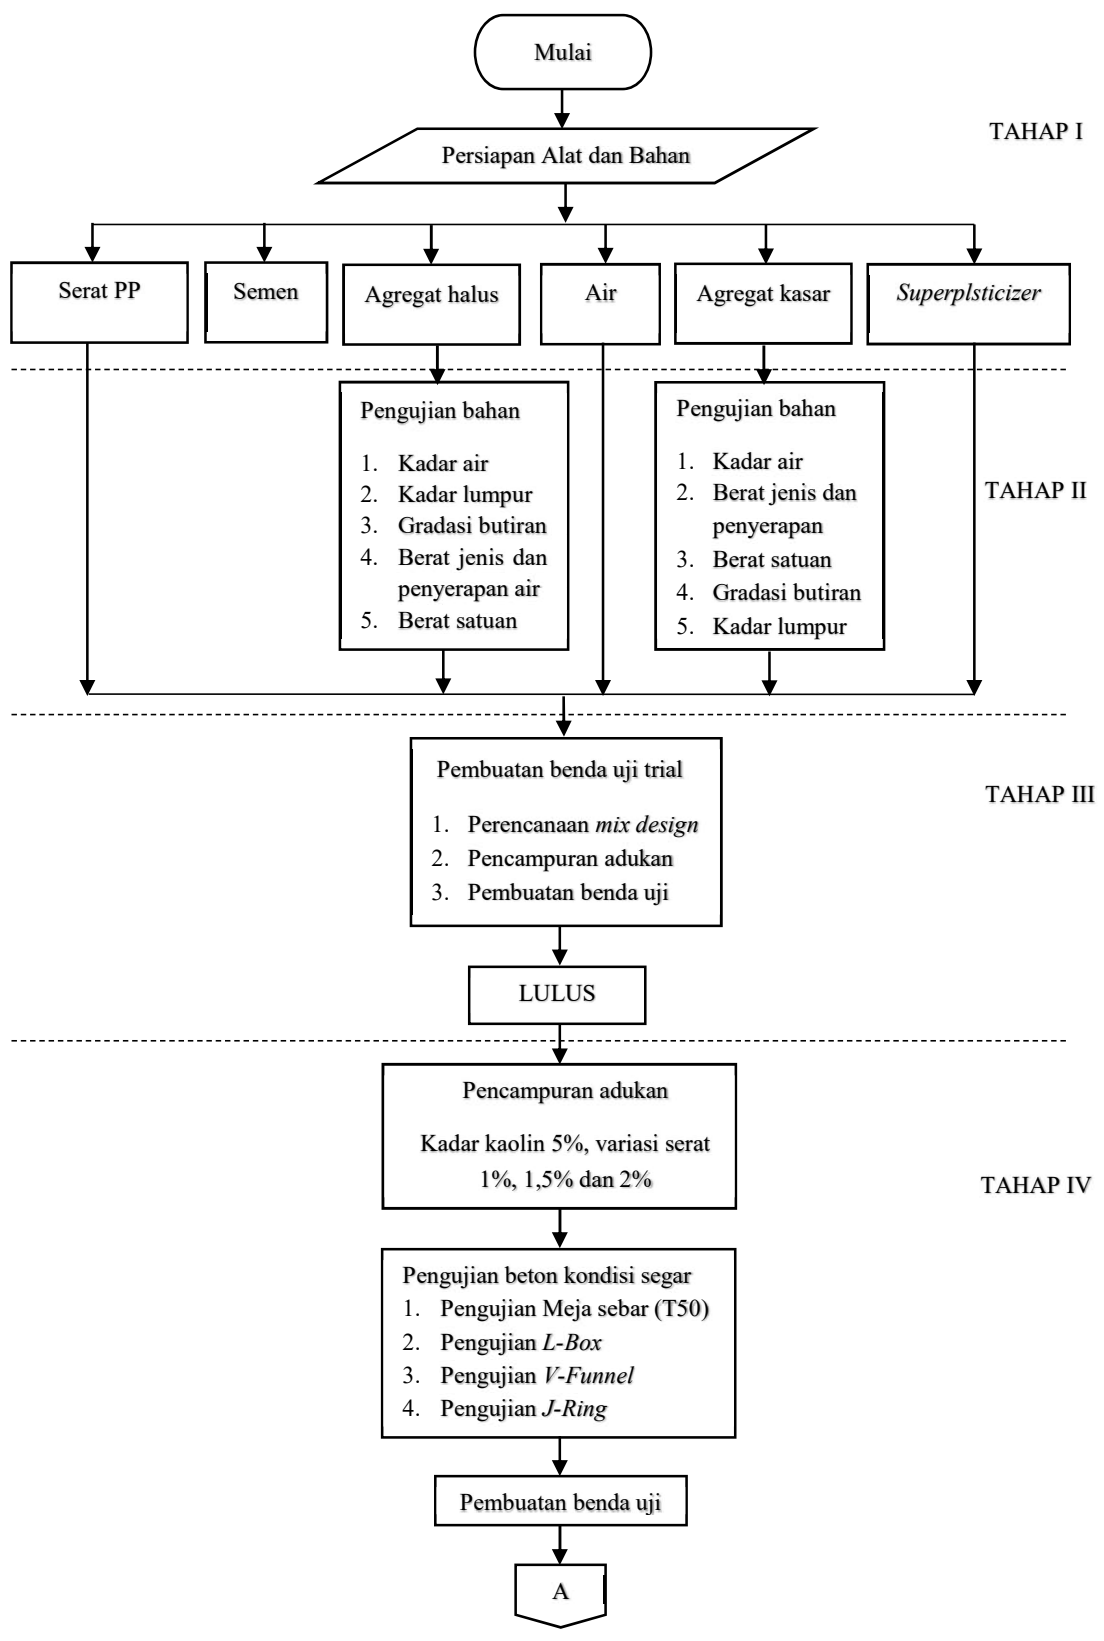 Mulai
TAHAP I
Persiapan Alat dan Bahan
Serat PP
Semen
Agregat halus
Air
Agregat kasar
Superplsticizer
Pengujian bahan
1. Kadar air
2. Kadar lumpur
3. Gradasi butiran
4. Berat jenis dan
penyerapan air
5. Berat satuan
Pengujian bahan
1. Kadar air
2. Berat jenis dan
penyerapan
3. Berat satuan
4. Gradasi butiran
5. Kadar lumpur
TAHAP II
Pembuatan benda uji trial
1. Perencanaan mix design
2. Pencampuran adukan
3. Pembuatan benda uji
TAHAP III
LULUS
Pencampuran adukan
Kadar kaolin 5%, variasi serat
1%, 1,5% dan 2%
TAHAP IV
Pengujian beton kondisi segar
1. Pengujian Meja sebar (T50)
2. Pengujian L-Box
3. Pengujian V-Funnel
4. Pengujian J-Ring
Pembuatan benda uji
A